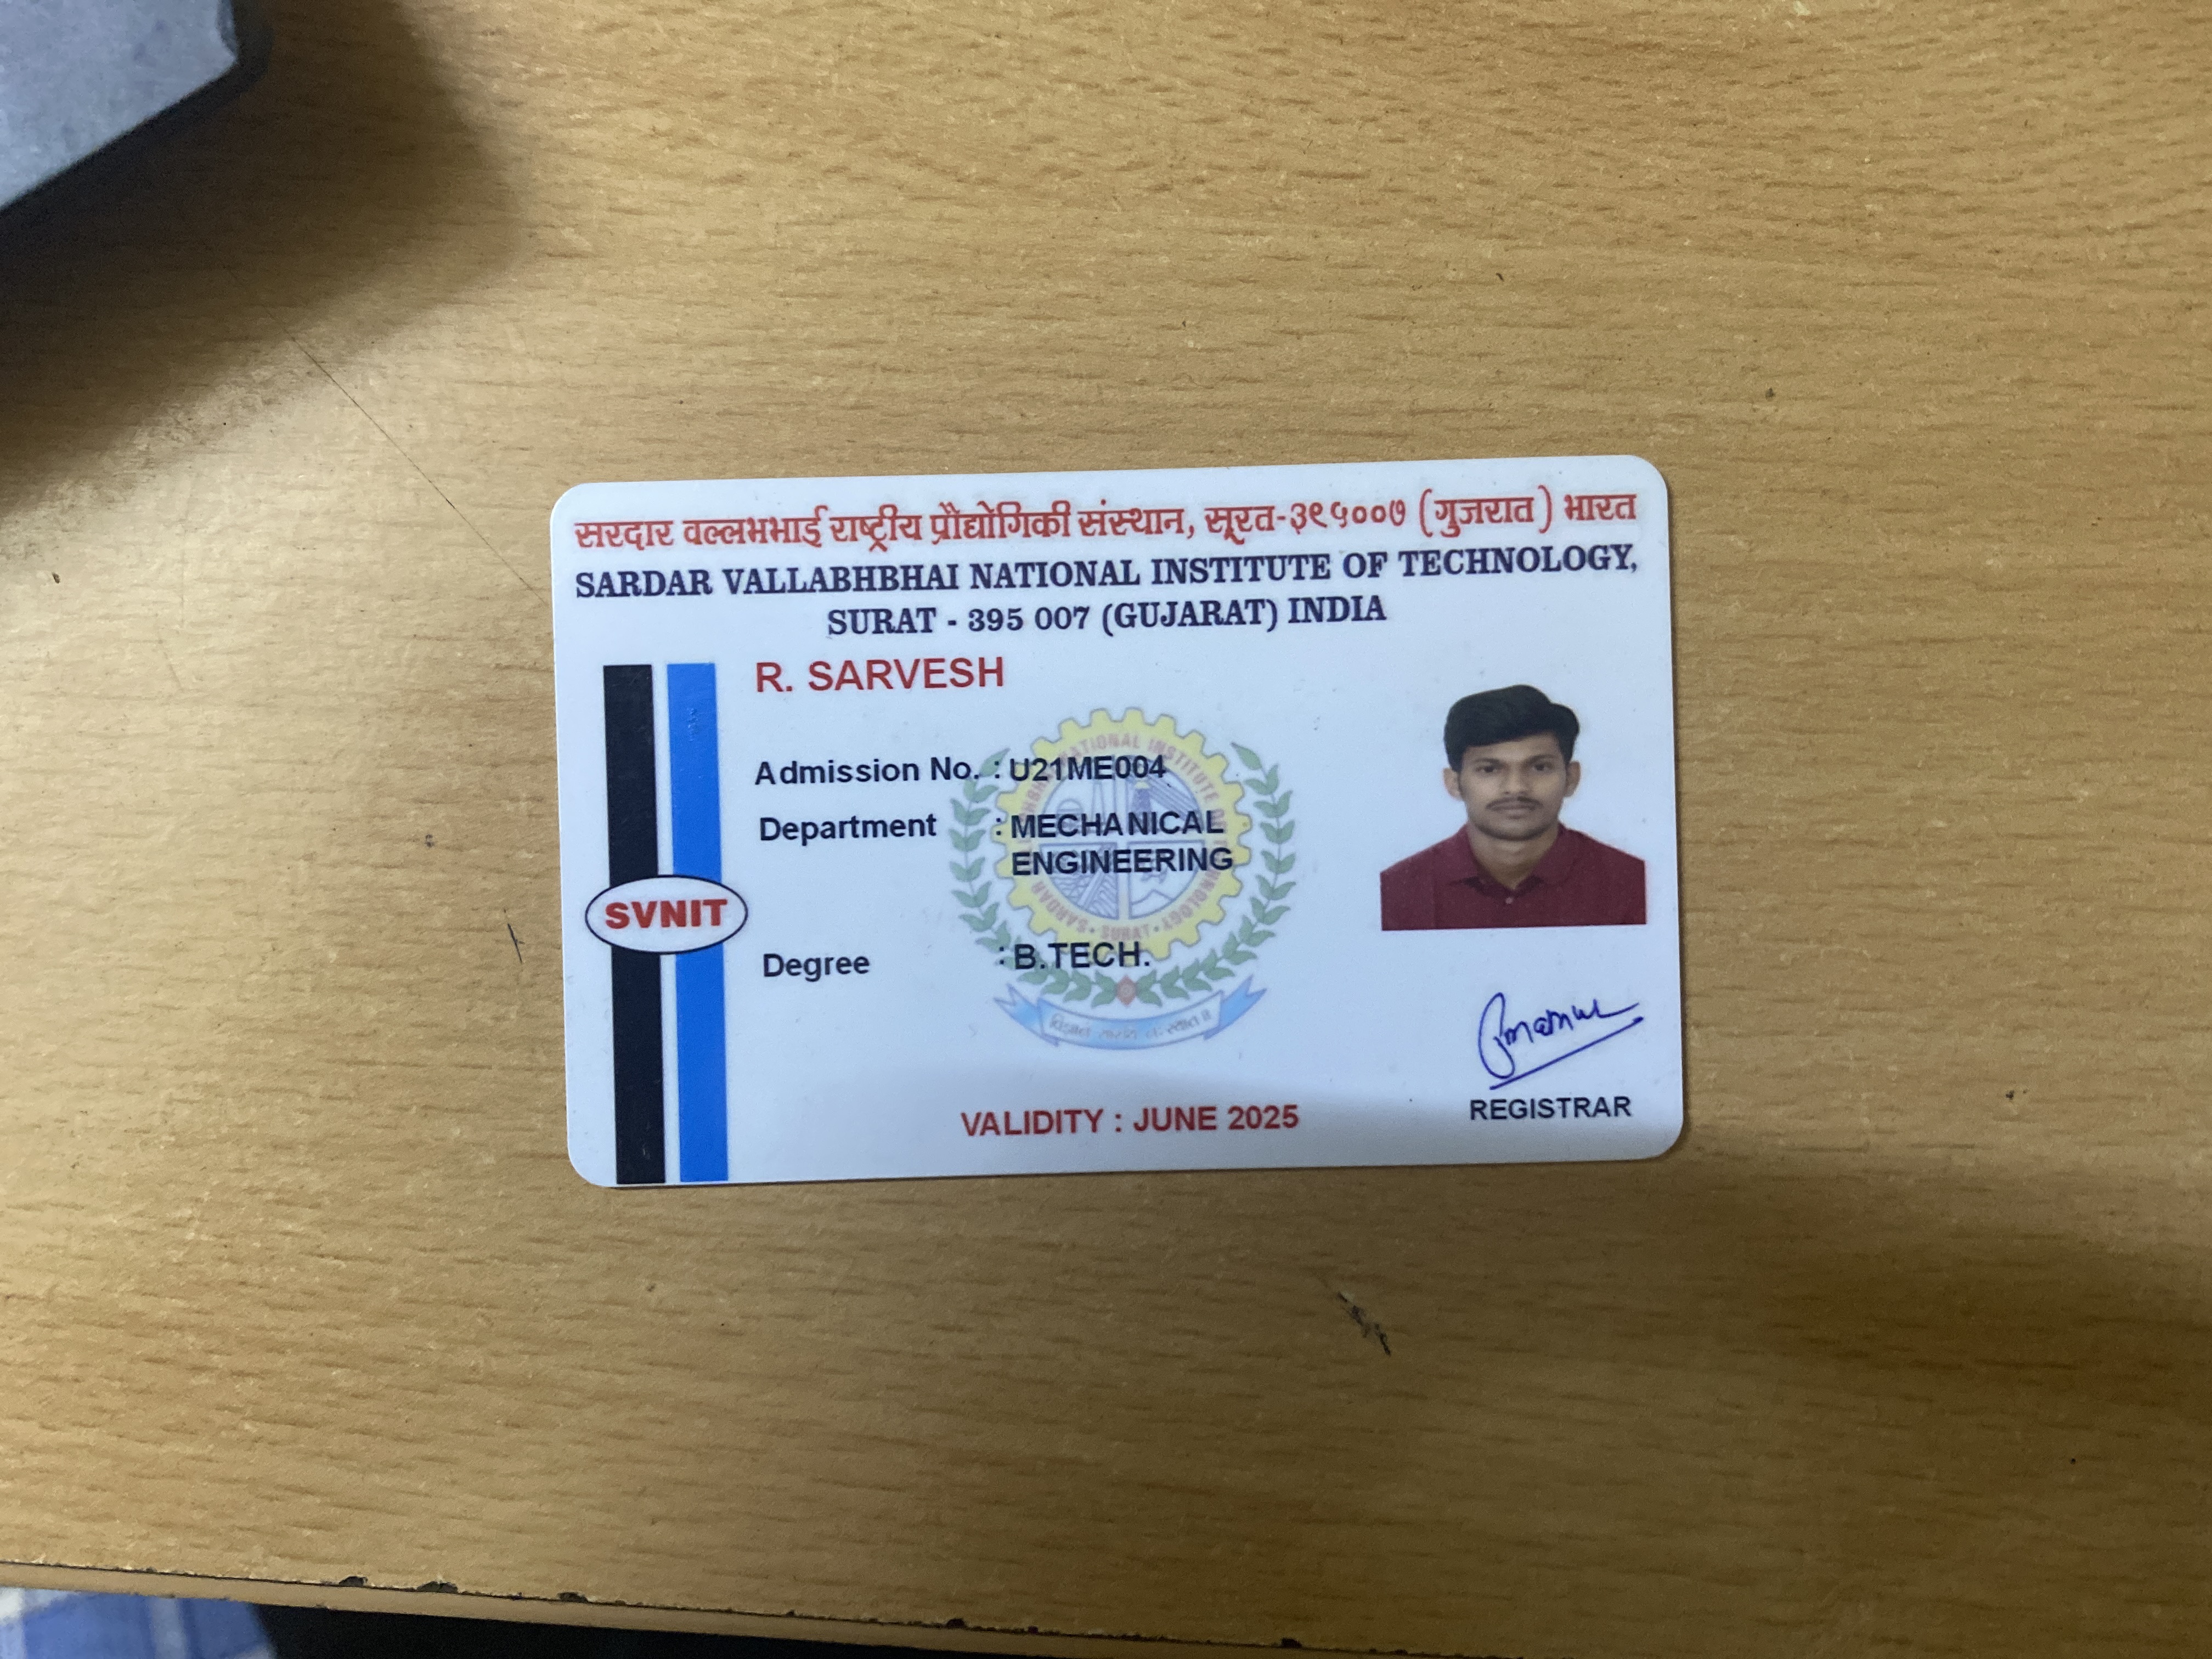 सरदार वल्लभभाई राष्ट्रीय प्रौद्योगिकी संस्थान, सूरत-३९५००७ (गुजरात) भारत
SARDAR VALLABHBHAI NATIONAL INSTITUTE OF TECHNOLOGY,
SURAT - 395 007 (GUJARAT) INDIA
SVNIT
R. SARVESH
Admission No. : U21ME004
Department : MECHANICAL
ENGINEERING
Degree : B.TECH.
VALIDITY : JUNE 2025
REGISTRAR